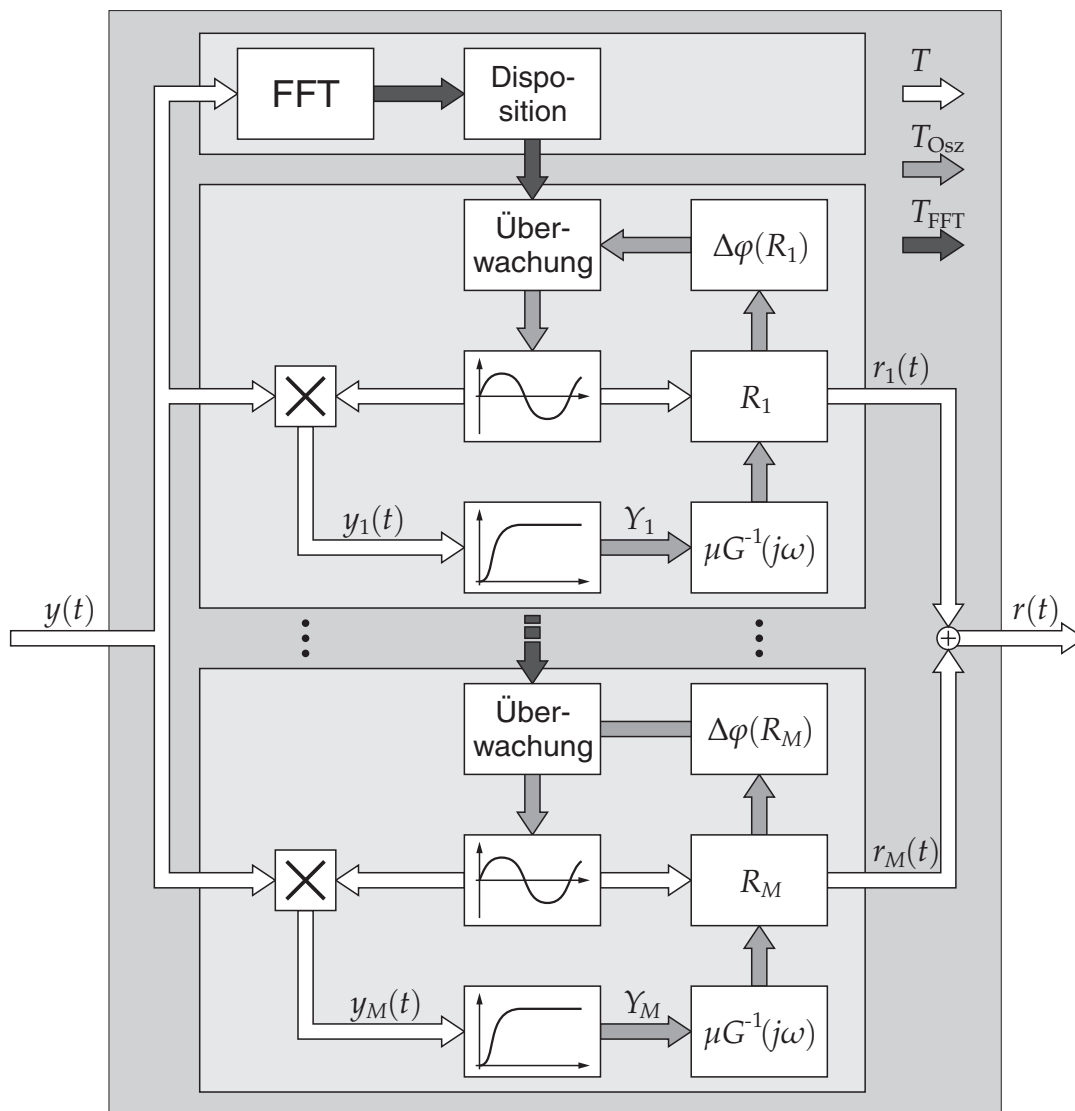 FFT
Dispo-
sition
T
T_Osz
T_FFT
Über-
wachung
Δφ(R_1)
R_1
r_1(t)
y_1(t)
Y_1
μG^{-1}(jω)
y(t)
r(t)
+
Über-
wachung
Δφ(R_M)
R_M
r_M(t)
y_M(t)
Y_M
μG^{-1}(jω)